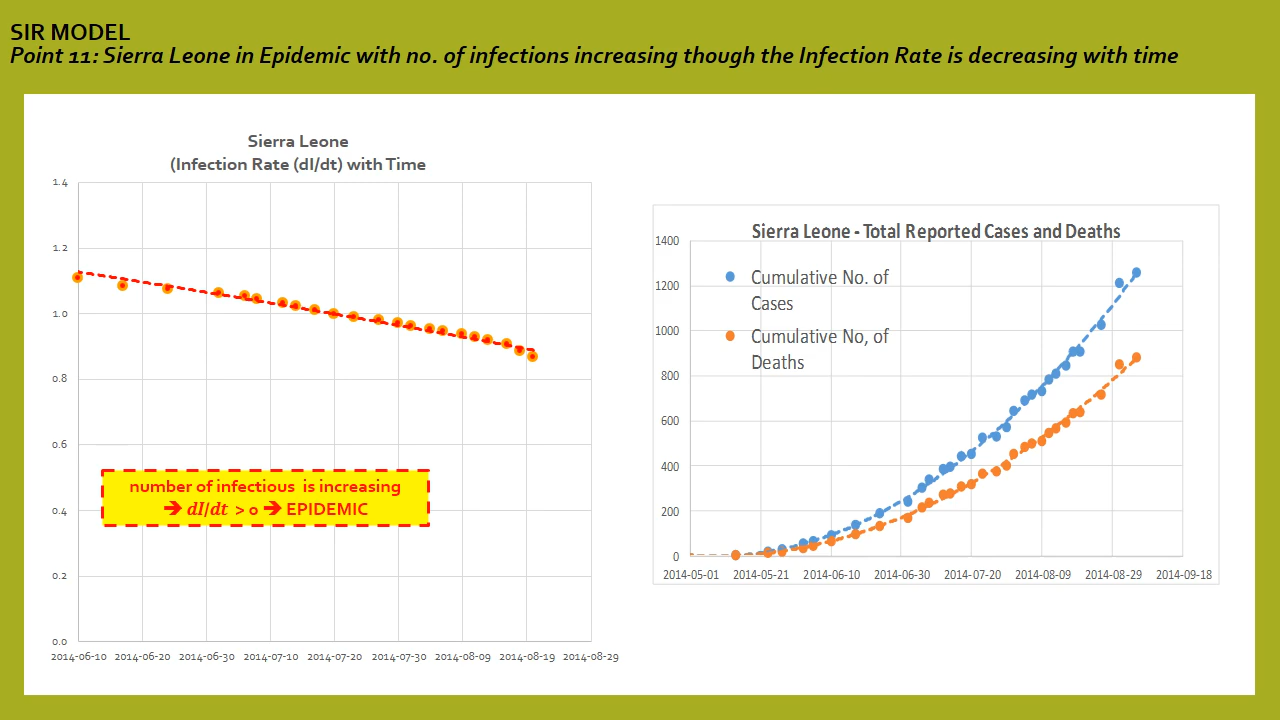 SIR MODEL
Point 11: Sierra Leone in Epidemic with no. of infections increasing though the Infection Rate is decreasing with time
Sierra Leone
(Infection Rate (dI/dt) with Time
1.4
1.2
1.0
0.8
0.6
0.4
0.2
0.0
2014-06-10 2014-06-20 2014-06-30 2014-07-10 2014-07-20 2014-07-30 2014-08-09 2014-08-19 2014-08-29
number of infectious is increasing
➔ dI/dt > 0 ➔ EPIDEMIC
Sierra Leone - Total Reported Cases and Deaths
1400
1200
1000
800
600
400
200
0
Cumulative No. of
Cases
Cumulative No, of
Deaths
2014-05-01 2014-05-21 2014-06-10 2014-06-30 2014-07-20 2014-08-09 2014-08-29 2014-09-18